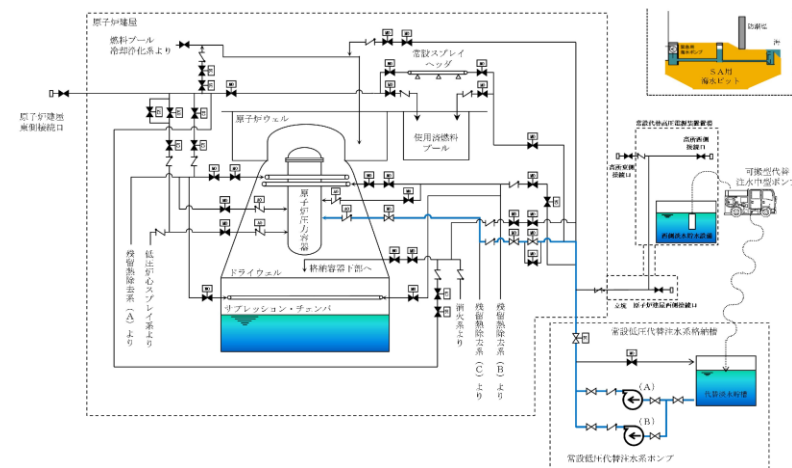 原子炉建屋
燃料プール
冷却浄化系より
常設スプレイ
ヘッダ
防潮堤
ＳＡ用
海水ピット
原子炉建屋
東側接続口
原子炉ウェル
使用済燃料
プール
常設代替高圧電源装置置場
高所西側
接続口
高所東側
接続口
可搬型代替
注水中型ポンプ
西側淡水貯水設備
原子炉圧力容器
ドライウェル
格納容器下部へ
サプレッション・チェンバ
残留熱除去系（A）より
低圧炉心スプレイ系より
消火系より
残留熱除去系（C）より
残留熱除去系（B）より
立坑
原子炉建屋西側接続口
常設低圧代替注水系格納槽
代替淡水貯槽
（A）
（B）
常設低圧代替注水系ポンプ